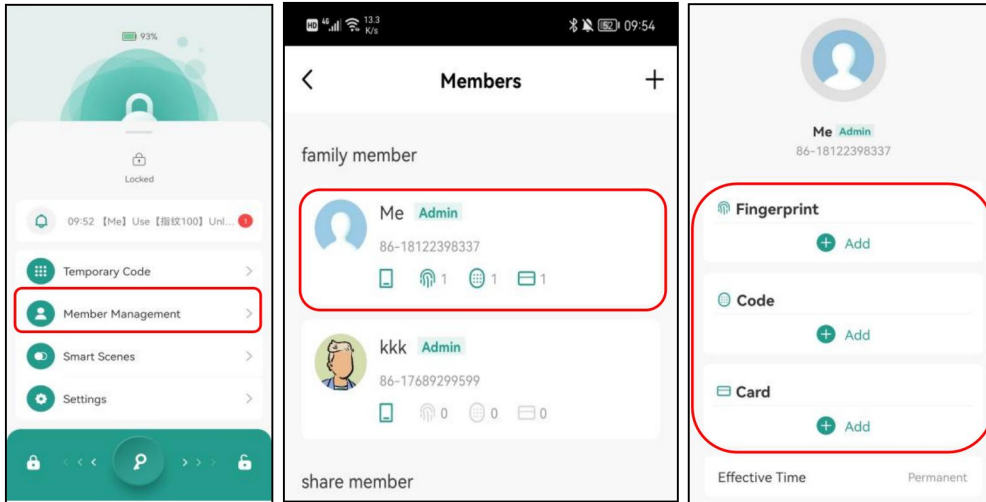 93%
Locked
09:52 【Me】Use【指纹100】Unl... 1
Temporary Code
Member Management
Smart Scenes
Settings
HD 46 13.3 K/s 52 09:54
Members
family member
Me Admin
86-18122398337
1 1 1
kkk Admin
86-17689299599
0 0 0
share member
Me Admin
86-18122398337
Fingerprint
Add
Code
Add
Card
Add
Effective Time Permanent